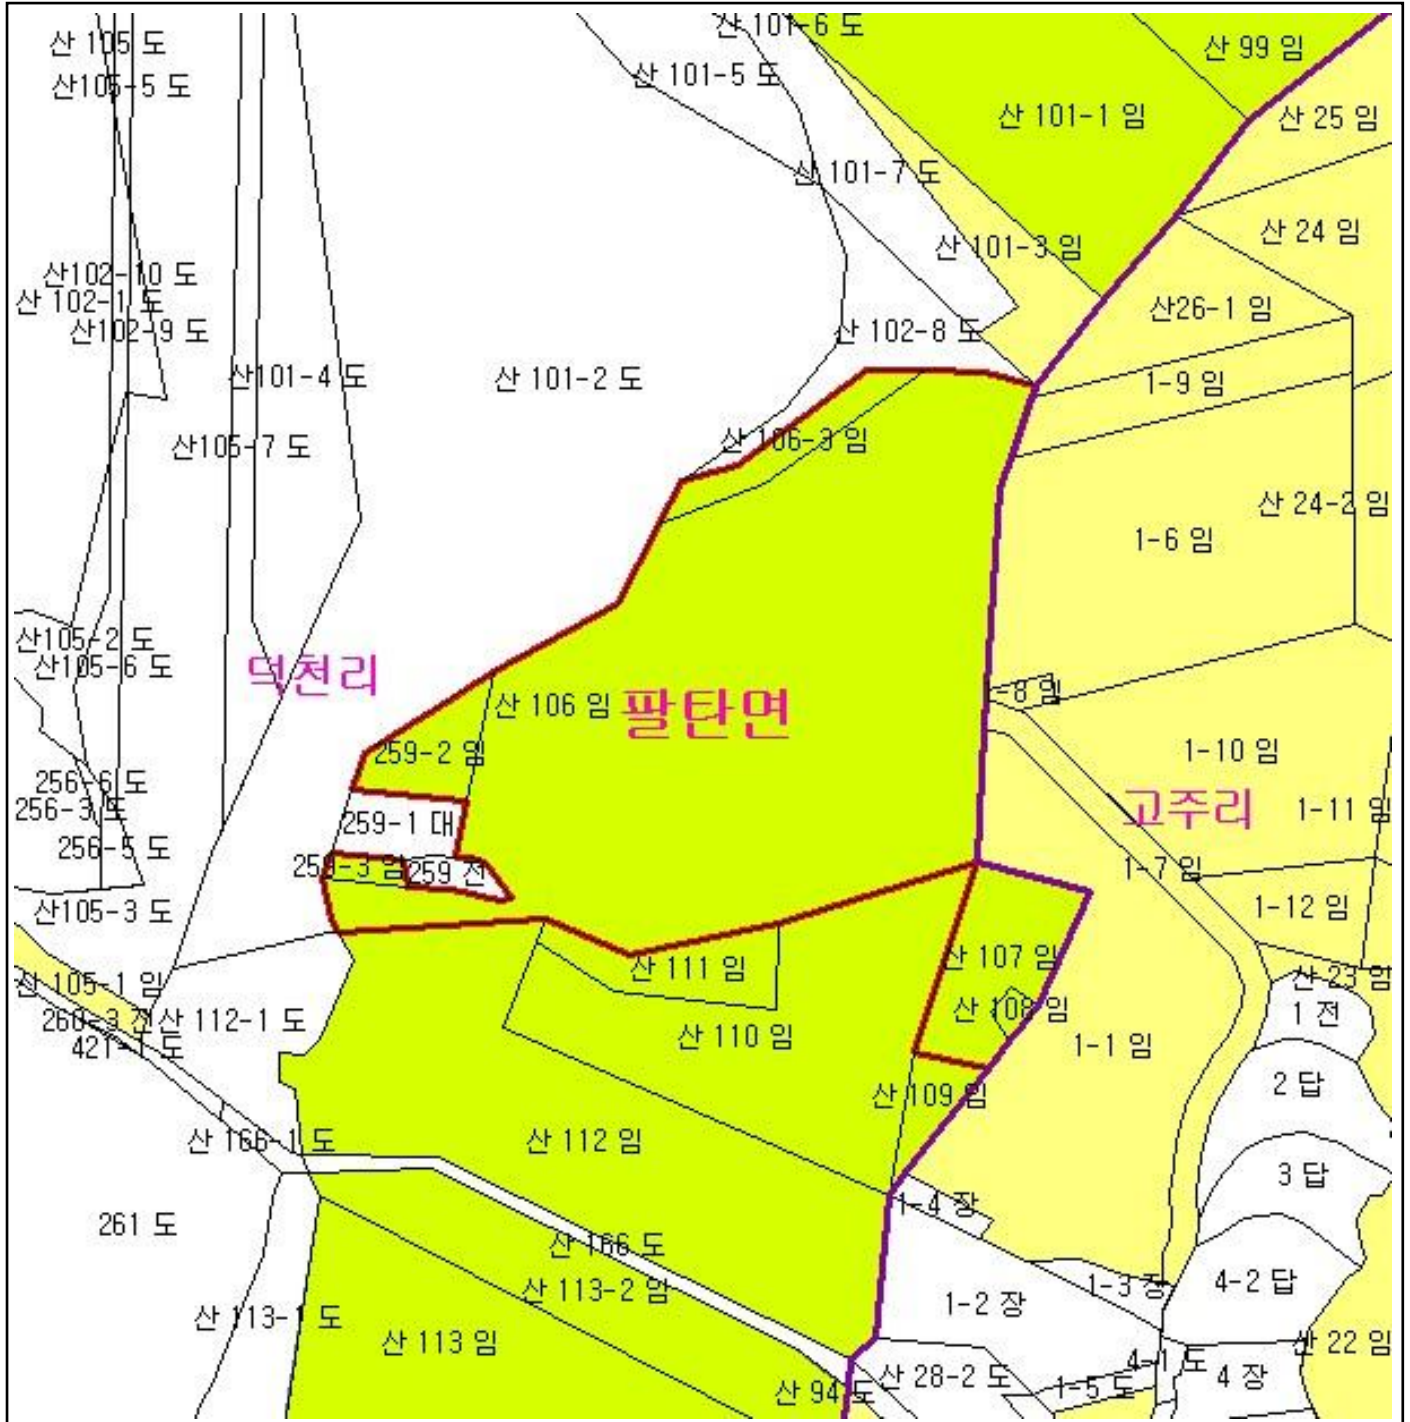 산 101-6 도
산 105 도
산 99 임
산 101-5 도
산105-5 도
산 101-1 임
산 25 임
산 101-7 도
산 24 임
산 101-3 임
산102-10 도
산 102-1 도
산26-1 임
산102-9 도
산 102-8 도
산101-4 도
산 101-2 도
1-9 임
산 106-3 임
산105-7 도
산 24-2 임
1-6 임
산105-2 도
산105-6 도
덕천리
산 106 임
팔탄면
1-10 임
259-2 임
256-6 도
고주리
256-3 도
1-11 임
259-1 대
256-5 도
259-3 임
259 전
1-7 임
산105-3 도
1-12 임
산 107 임
산 111 임
산 105-1 임
산 23 임
산 108 임
1 전
260-3 전
산 112-1 도
산 110 임
1-1 임
2 답
산 109 임
산 166-1 도
산 112 임
3 답
1-4 장
261 도
산 166 도
4-2 답
1-3 장
산 113-2 임
1-2 장
산 113-1 도
산 113 임
산 22 임
4-1 도
산 28-2 도
4 장
1-5 도
산 94 도